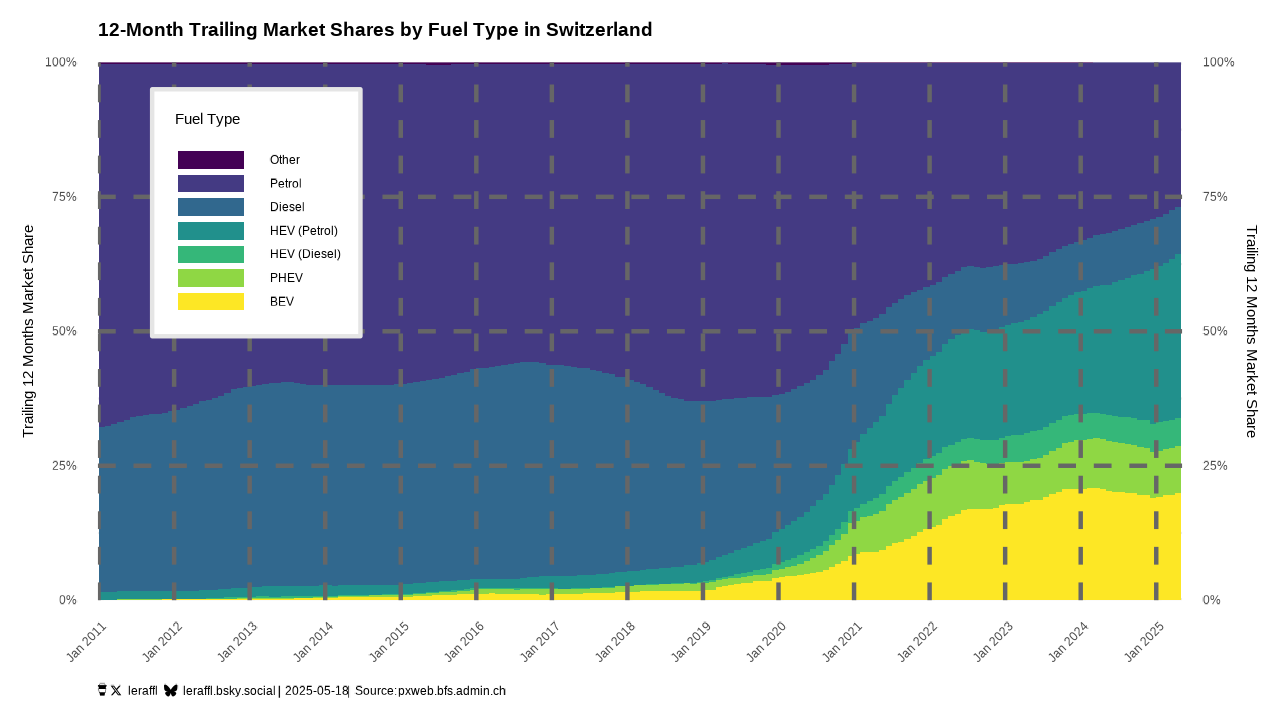 12-Month Trailing Market Shares by Fuel Type in Switzerland
100%
100%
Fuel Type
Other
Petrol
Diesel
HEV (Petrol)
HEV (Diesel)
PHEV
BEV
75%
75%
50%
50%
25%
25%
0%
0%
Trailing 12 Months Market Share
Trailing 12 Months Market Share
Jan 2011
Jan 2012
Jan 2013
Jan 2014
Jan 2015
Jan 2016
Jan 2017
Jan 2018
Jan 2019
Jan 2020
Jan 2021
Jan 2022
Jan 2023
Jan 2024
Jan 2025
leraffl leraffl.bsky.social | 2025-05-18| Source:pxweb.bfs.admin.ch